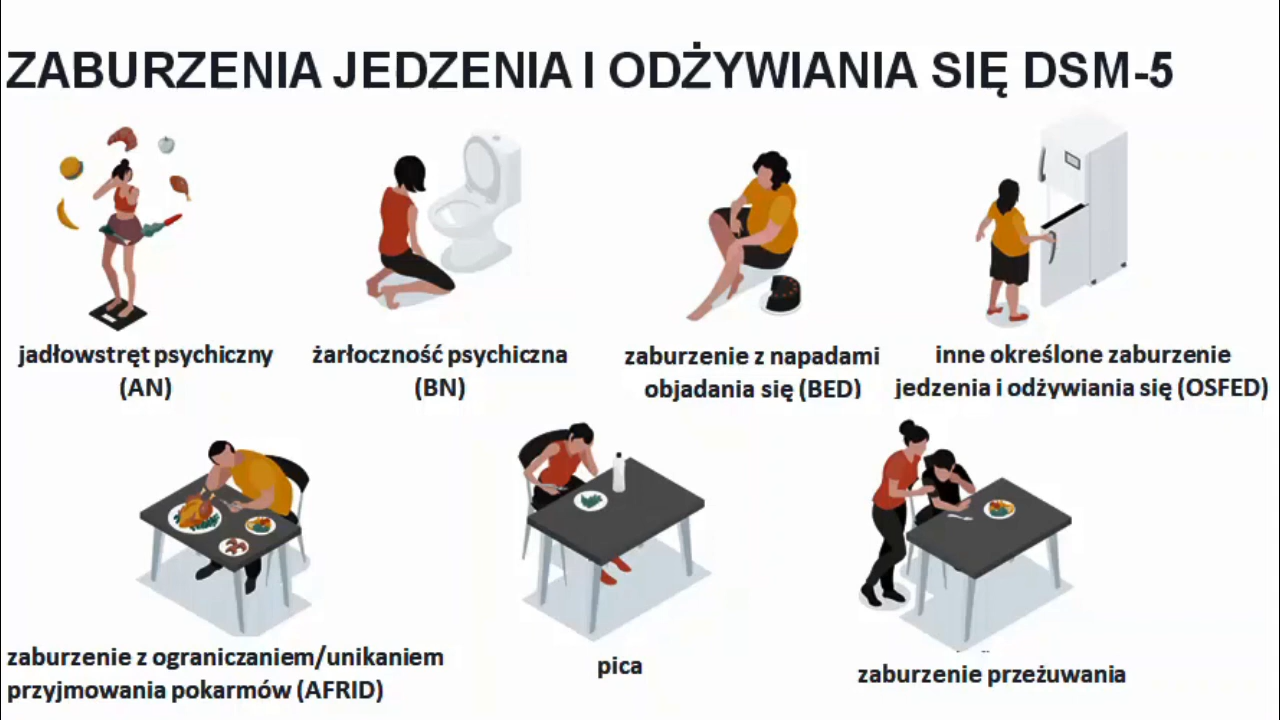 ZABURZENIA JEDZENIA I ODŻYWIANIA SIĘ DSM-5
jadłowstręt psychiczny
(AN)
żarłoczność psychiczna
(BN)
zaburzenie z napadami
objadania się (BED)
inne określone zaburzenie
jedzenia i odżywiania się (OSFED)
zaburzenie z ograniczaniem/unikaniem
przyjmowania pokarmów (AFRID)
pica
zaburzenie przeżuwania